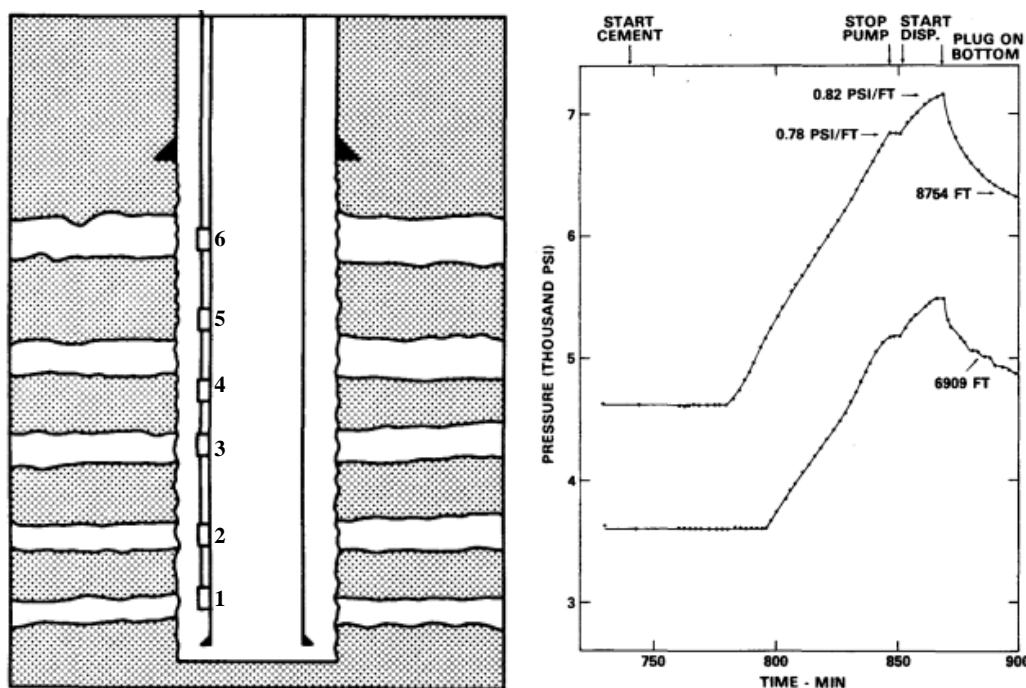 6
5
4
3
2
1
START
CEMENT
STOP
PUMP
START
DISP.
PLUG ON
BOTTOM
0.82 PSI/FT
0.78 PSI/FT
8754 FT
6909 FT
PRESSURE (THOUSAND PSI)
7
6
5
4
3
750
800
850
900
TIME - MIN